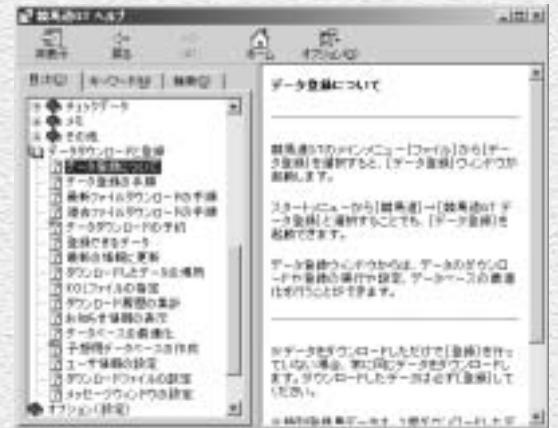 競馬道GT ヘルプ
非表示 戻る ホーム オプション(O)
目次(C) キーワード(N) 検索(S)
チェックデータ
メモ
その他
データダウンロードと登録
データ登録について
データ登録の手順
最新ファイルダウンロードの手順
過去ファイルダウンロードの手順
データダウンロードの予約
登録できるデータ
最新の情報に更新
ダウンロードしたデータの場所
ファイルの指定
ダウンロード履歴の集計
お知らせ情報の表示
データベースの最適化
予想用データベースの作成
ユーザ情報の設定
ダウンロードファイルの設定
メッセージウィンドウの設定
オプション(設定)
データ登録について
競馬道GTのメインメニュー[ファイル]から[デー
タ登録]を選択すると、[データ登録]ウィンドウが
起動します。
スタートメニューから[競馬道]→[競馬道GT デ
ータ登録]と選択することでも、[データ登録]を
起動できます。
データ登録ウィンドウからは、データのダウンロ
ードや登録の実行や設定、データベースの最適
化を行うことができます。
※データをダウンロードしただけで[登録]を行っ
ていない場合、常に同じデータをダウンロードし
ます。ダウンロードしたデータは必ず[登録]して
ください。